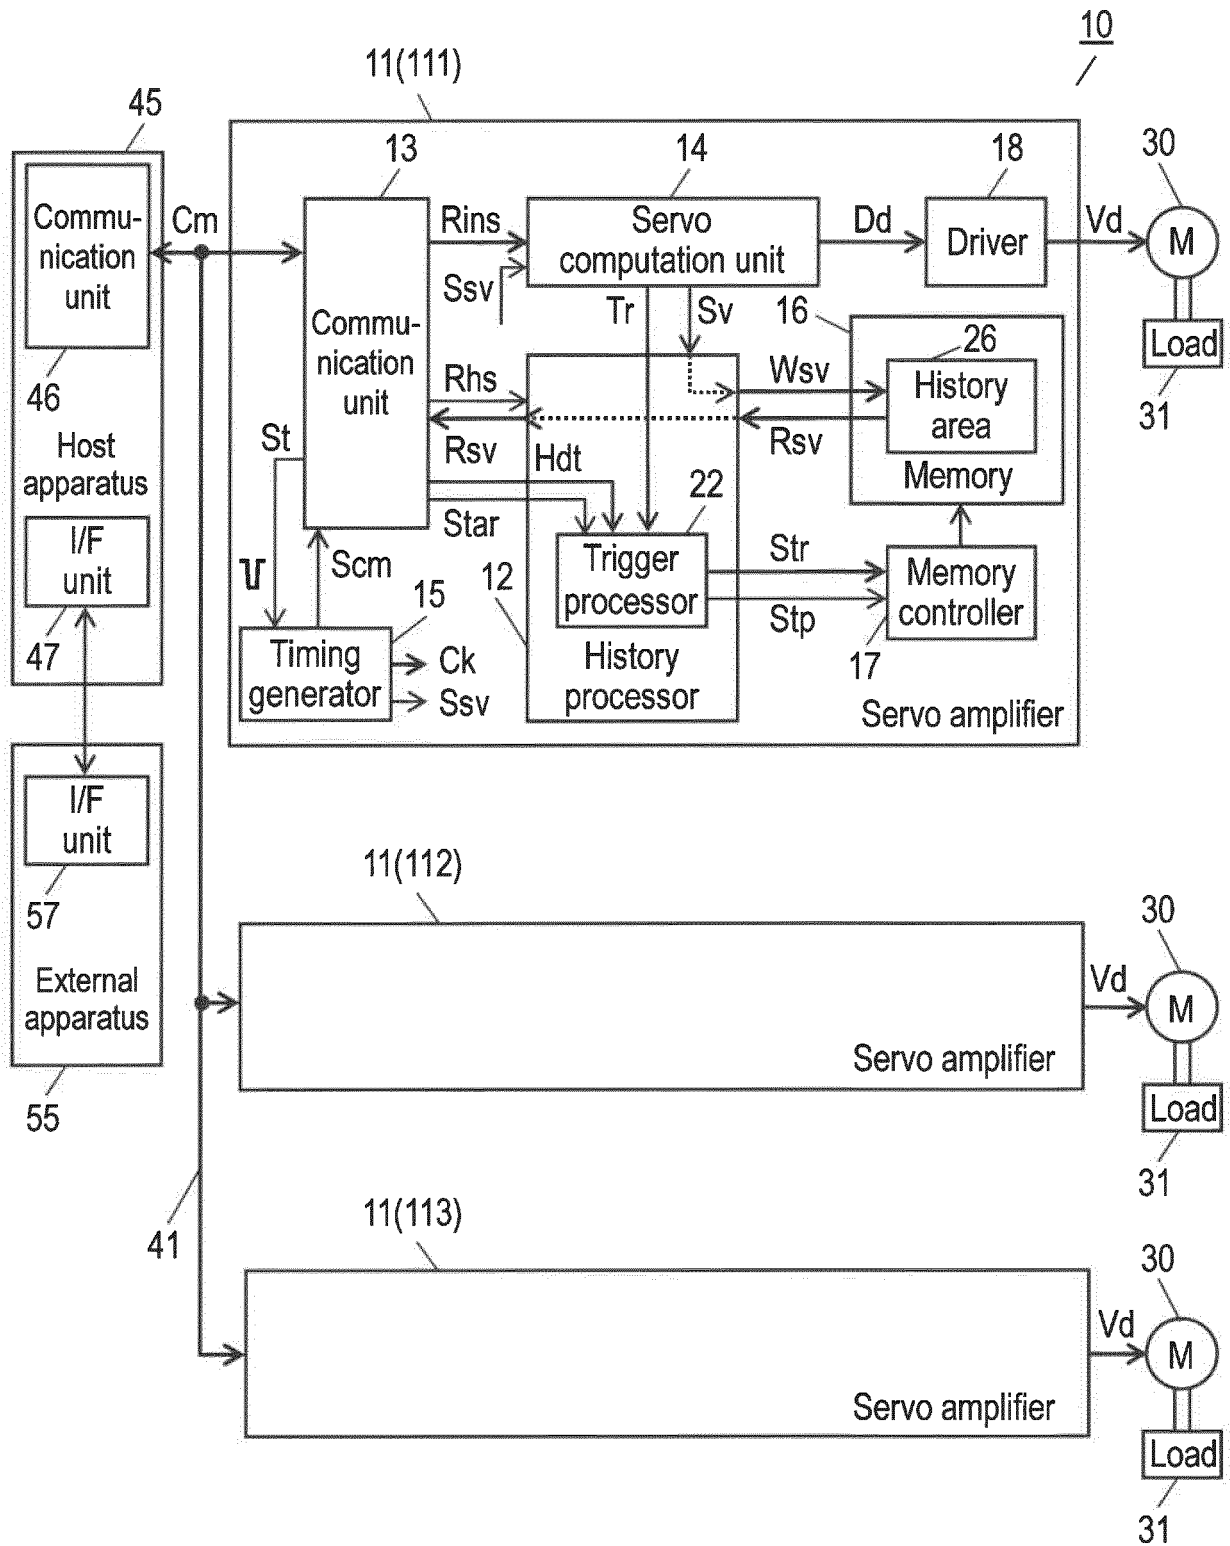 10
11(111)
45
13
14
18
30
Commu-
nication
unit
Cm
Rins
Servo
computation unit
Dd
Driver
Vd
M
Ssv
Tr
Sv
16
Load
31
46
Commu-
nication
unit
Rhs
Rsv
Wsv
Rsv
26
History
area
Memory
Host
apparatus
St
Hdt
Star
22
I/F
unit
47
Scm
Trigger
processor
Str
Stp
Memory
controller
17
12
15
Timing
generator
Ck
Ssv
History
processor
Servo amplifier
I/F
unit
57
External
apparatus
55
11(112)
30
Vd
M
Servo amplifier
Load
31
41
11(113)
30
Vd
M
Servo amplifier
Load
31